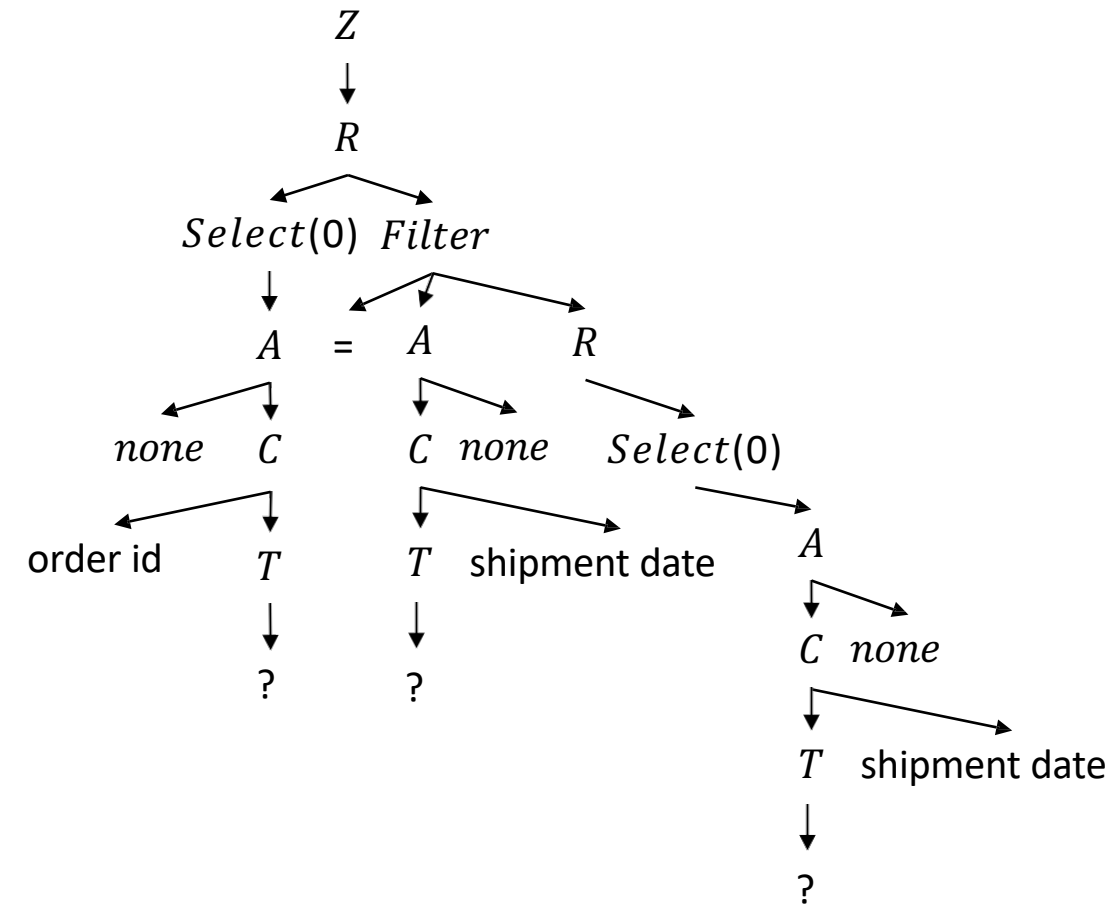 Z
R
Select(0) Filter
A = A R
none C C none Select(0)
order id T T shipment date A
? ? C none
T shipment date
?